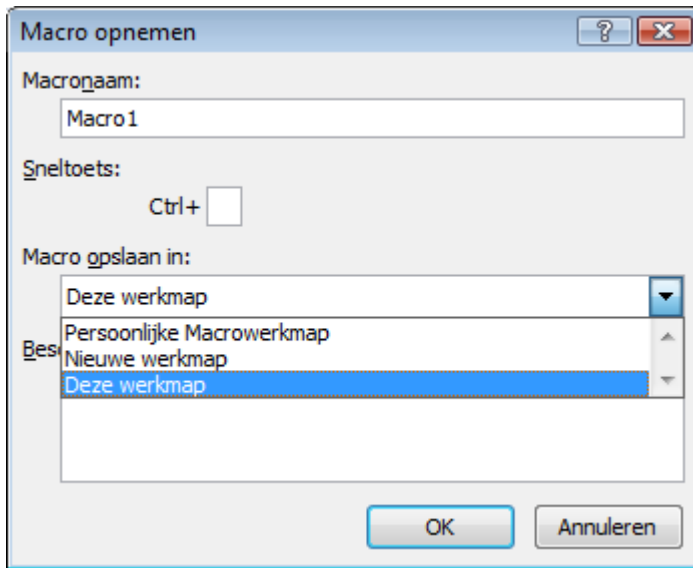 Macro opnemen
Macronaam:
Macro1
Sneltoets:
Ctrl+
Macro opslaan in:
Deze werkmap
Persoonlijke Macrowerkmap
Nieuwe werkmap
Deze werkmap
OK
Annuleren